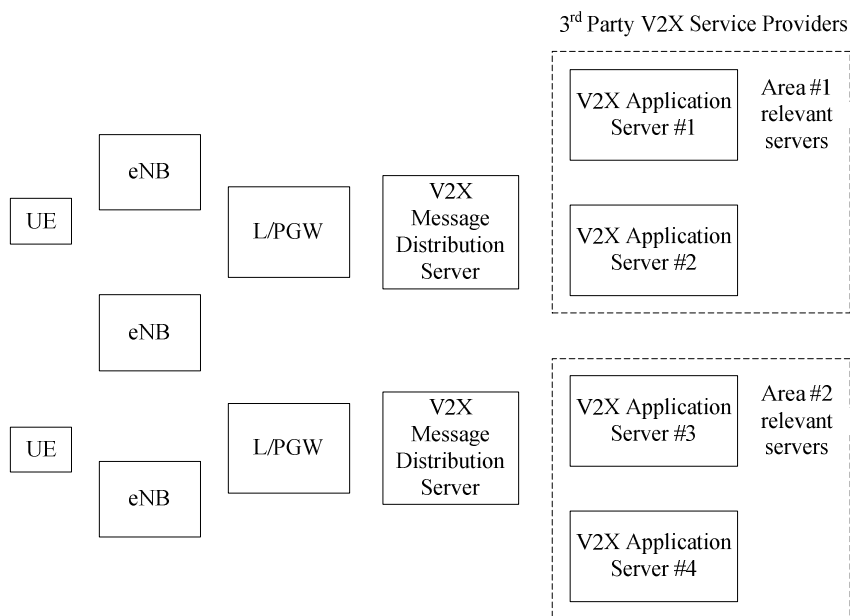 3rd Party V2X Service Providers
V2X Application
Server #1
Area #1
relevant
servers
eNB
UE
L/PGW
V2X
Message
Distribution
Server
V2X Application
Server #2
eNB
V2X Application
Server #3
Area #2
relevant
servers
UE
L/PGW
V2X
Message
Distribution
Server
eNB
V2X Application
Server #4